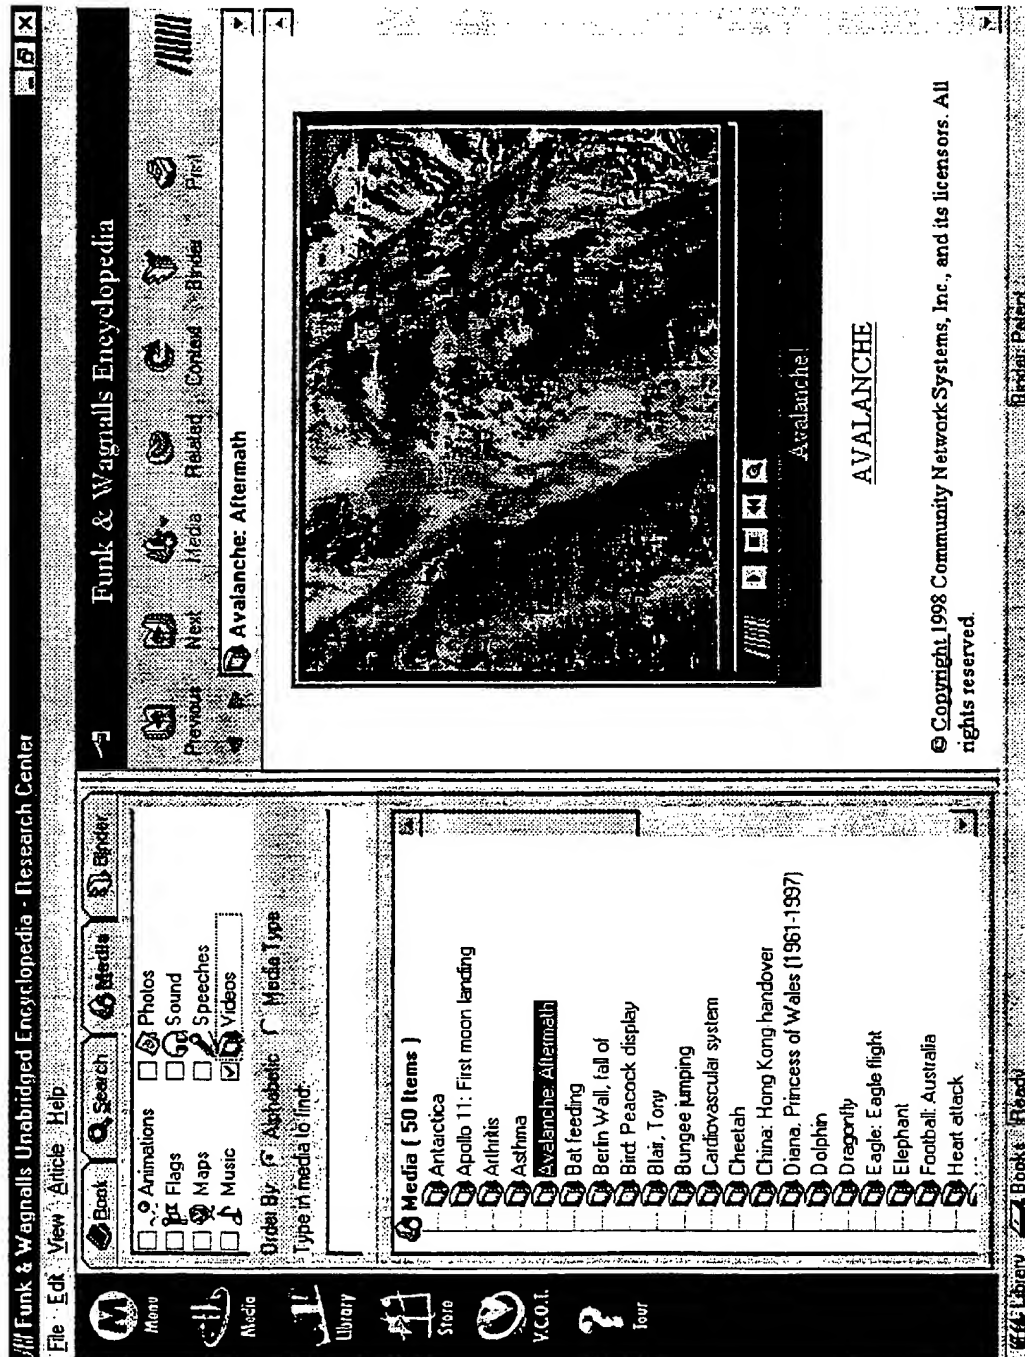 Funk & Wagnalls Unabridged Encyclopedia - Research Center
File Edit View Article Help
Menu
Media
Library
Store
V.C.O.T.
Tour
Book Search Media Binder
Animations Photos
Flags Sound
Maps Speeches
Music Videos
Order By: Alphabetic Media Type
Type in media to find:
Media ( 50 Items )
Antarctica
Apollo 11: First moon landing
Arthritis
Asthma
Avalanche: Aftermath
Bat feeding
Berlin Wall, fall of
Bird: Peacock display
Blair, Tony
Bungee jumping
Cardiovascular system
Cheetah
China: Hong Kong handover
Diana, Princess of Wales (1961-1997)
Dolphin
Dragonfly
Eagle: Eagle flight
Elephant
Football: Australia
Heart attack
Funk & Wagnalls Encyclopedia
Previous Next Media Related Context Binder Print
Avalanche: Aftermath
Avalanche!
AVALANCHE
© Copyright 1998 Community Network Systems, Inc., and its licensors. All
rights reserved.
Library Books Ready Binder: Patent